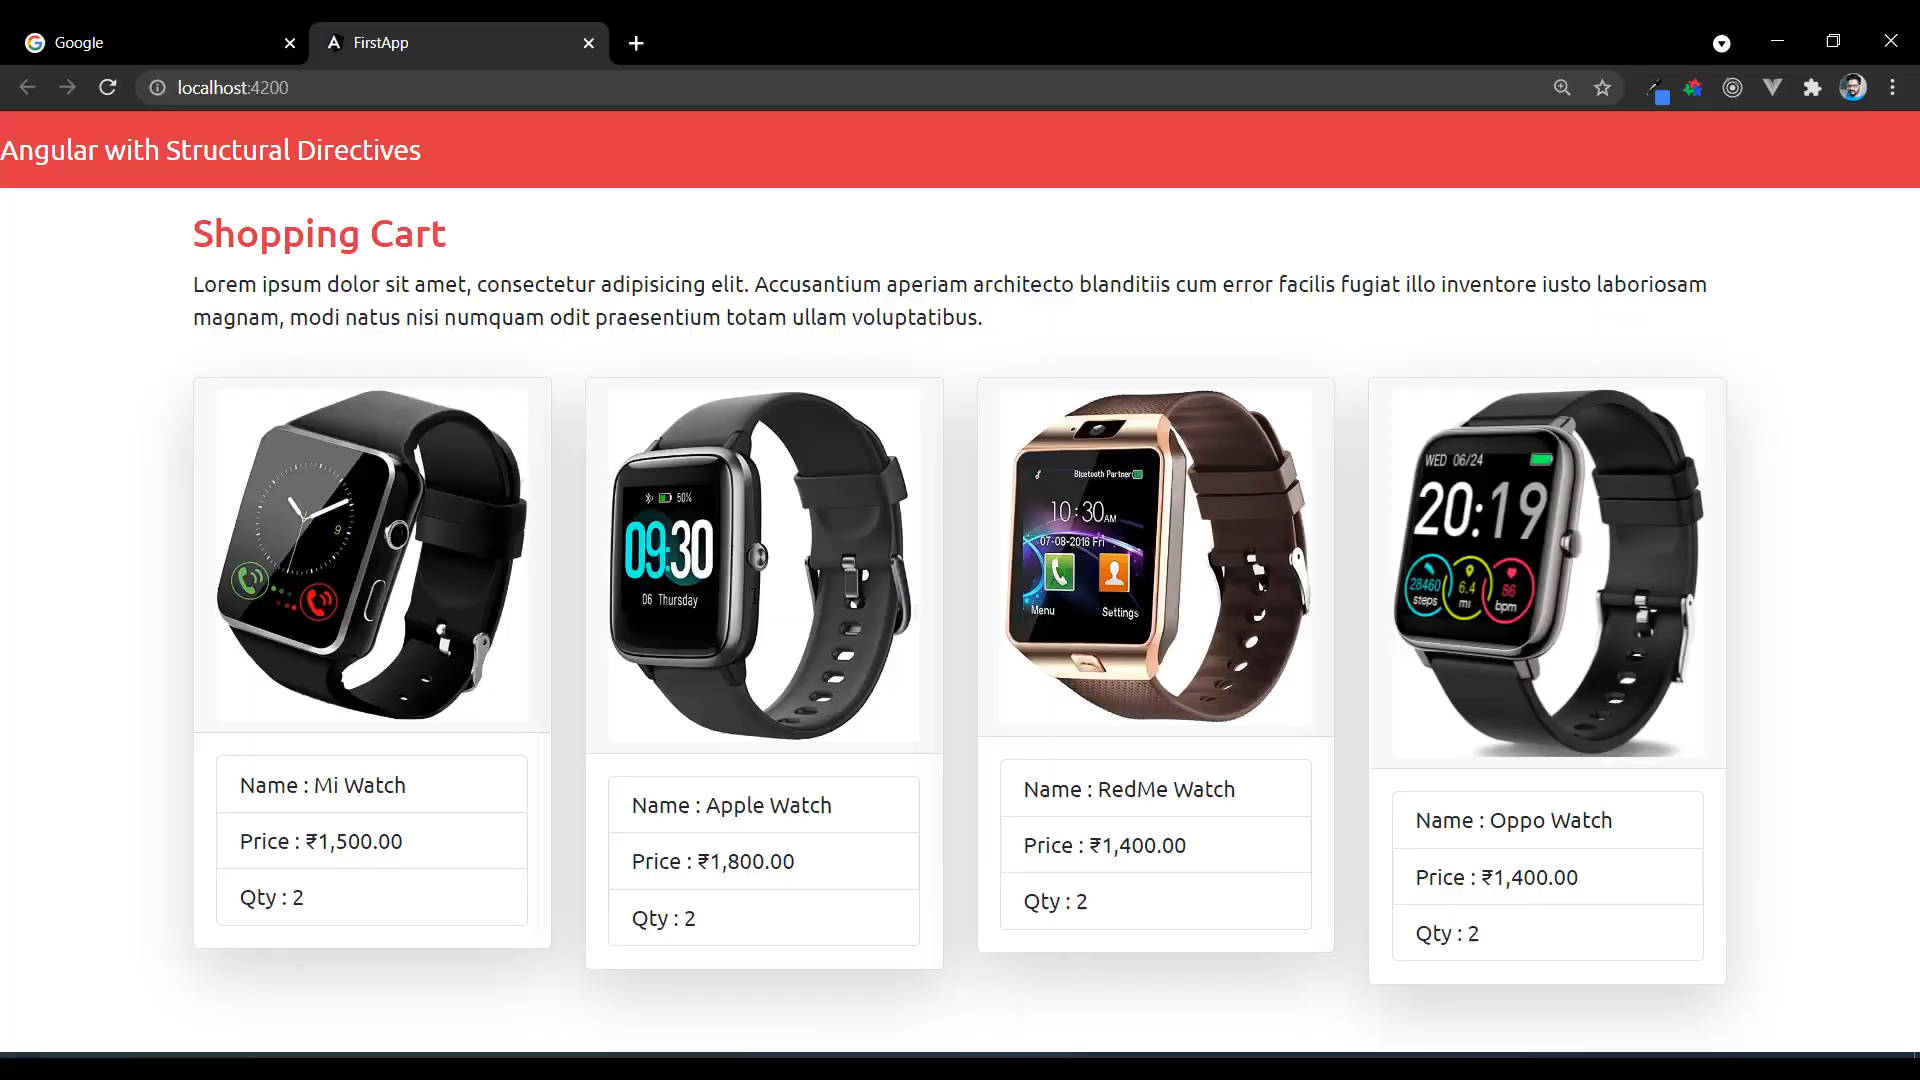 Google
FirstApp
localhost:4200
Angular with Structural Directives
Shopping Cart
Lorem ipsum dolor sit amet, consectetur adipisicing elit. Accusantium aperiam architecto blanditiis cum error facilis fugiat illo inventore iusto laboriosam
magnam, modi natus nisi numquam odit praesentium totam ullam voluptatibus.
9
Name : Mi Watch
Price : ₹1,500.00
Qty : 2
50%
09:30
06 Thursday
Name : Apple Watch
Price : ₹1,800.00
Qty : 2
Bluetooth Partner
10:30AM
07-08-2016 Fri
Menu
Settings
Name : RedMe Watch
Price : ₹1,400.00
Qty : 2
WED 06/24
20:19
28460 6.4 86
steps mi bpm
Name : Oppo Watch
Price : ₹1,400.00
Qty : 2